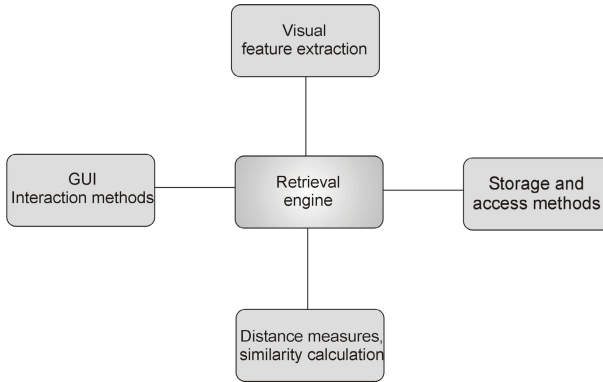 Visual
feature extraction
GUI
Interaction methods
Retrieval
engine
Storage and
access methods
Distance measures,
similarity calculation